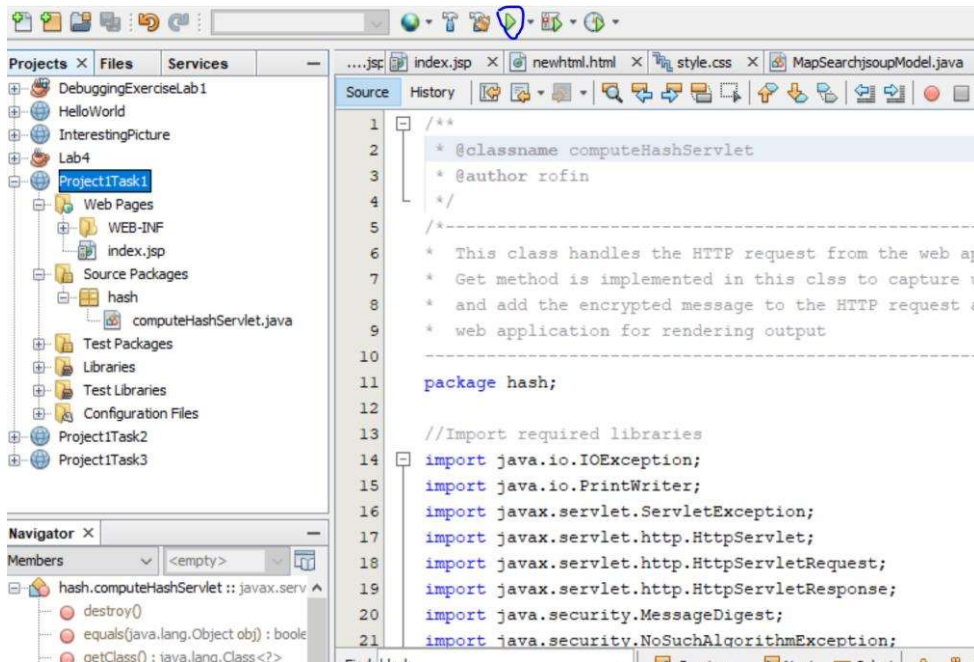 Projects Files Services
DebuggingExerciseLab1
HelloWorld
InterestingPicture
Lab4
Project1Task1
Web Pages
WEB-INF
index.jsp
Source Packages
hash
computeHashServlet.java
Test Packages
Libraries
Test Libraries
Configuration Files
Project1Task2
Project1Task3
Navigator
Members <empty>
hash.computeHashServlet :: javax.serv
destroy()
equals(java.lang.Object obj) : boole
getClass() : java.lang.Class<?>
....jsp index.jsp newhtml.html style.css MapSearchjsoupModel.java
Source History
1 /**
2 * @classname computeHashServlet
3 * @author rofin
4 */
5 /*----------------------------------------------------
6 * This class handles the HTTP request from the web ap
7 * Get method is implemented in this clss to capture u
8 * and add the encrypted message to the HTTP request
9 * web application for rendering output
10 ----------------------------------------------------
11 package hash;
12
13 //Import required libraries
14 import java.io.IOException;
15 import java.io.PrintWriter;
16 import javax.servlet.ServletException;
17 import javax.servlet.http.HttpServlet;
18 import javax.servlet.http.HttpServletRequest;
19 import javax.servlet.http.HttpServletResponse;
20 import java.security.MessageDigest;
21 import java.security.NoSuchAlgorithmException;